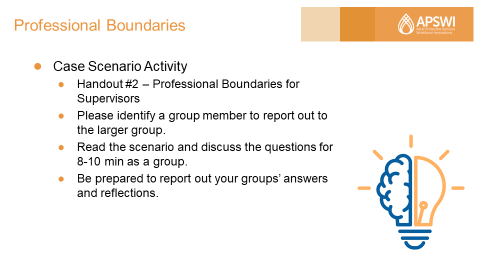 Professional Boundaries
APSWI
Case Scenario Activity
Handout #2 – Professional Boundaries for
Supervisors
Please identify a group member to report out to
the larger group.
Read the scenario and discuss the questions for
8-10 min as a group.
Be prepared to report out your groups’ answers
and reflections.